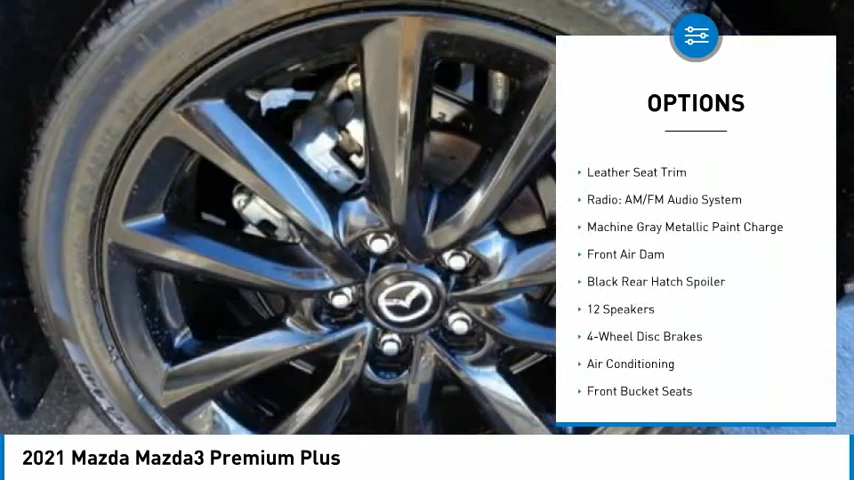 OPTIONS
Leather Seat Trim
Radio: AM/FM Audio System
Machine Gray Metallic Paint Charge
Front Air Dam
Black Rear Hatch Spoiler
12 Speakers
4-Wheel Disc Brakes
Air Conditioning
Front Bucket Seats
2021 Mazda Mazda3 Premium Plus